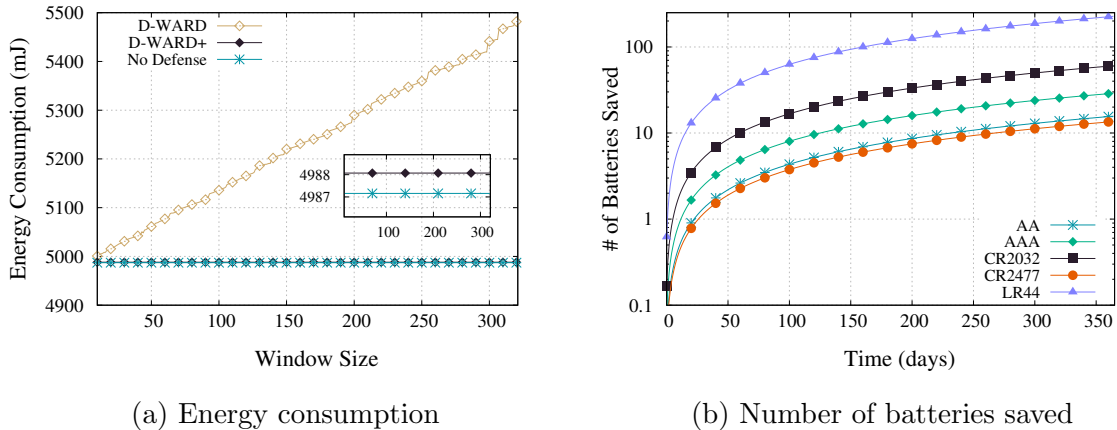 5500
5400
5300
5200
5100
5000
4900
Energy Consumption (mJ)
D-WARD
D-WARD+
No Defense
4988
4987
100 200 300
50 100 150 200 250 300
Window Size
(a) Energy consumption
100
10
1
0.1
# of Batteries Saved
AA
AAA
CR2032
CR2477
LR44
0 50 100 150 200 250 300 350
Time (days)
(b) Number of batteries saved